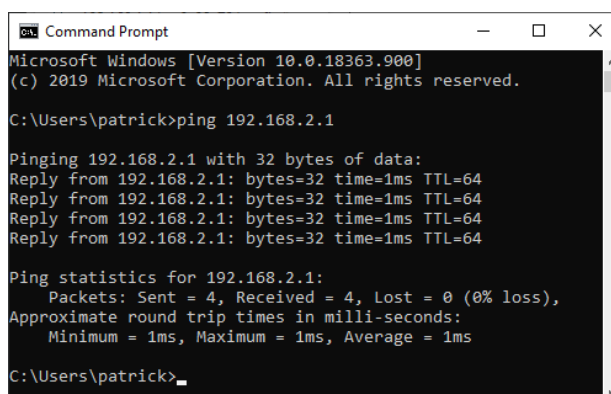 Command Prompt
Microsoft Windows [Version 10.0.18363.900]
(c) 2019 Microsoft Corporation. All rights reserved.
C:\Users\patrick>ping 192.168.2.1
Pinging 192.168.2.1 with 32 bytes of data:
Reply from 192.168.2.1: bytes=32 time=1ms TTL=64
Reply from 192.168.2.1: bytes=32 time=1ms TTL=64
Reply from 192.168.2.1: bytes=32 time=1ms TTL=64
Reply from 192.168.2.1: bytes=32 time=1ms TTL=64
Ping statistics for 192.168.2.1:
    Packets: Sent = 4, Received = 4, Lost = 0 (0% loss),
Approximate round trip times in milli-seconds:
    Minimum = 1ms, Maximum = 1ms, Average = 1ms
C:\Users\patrick>